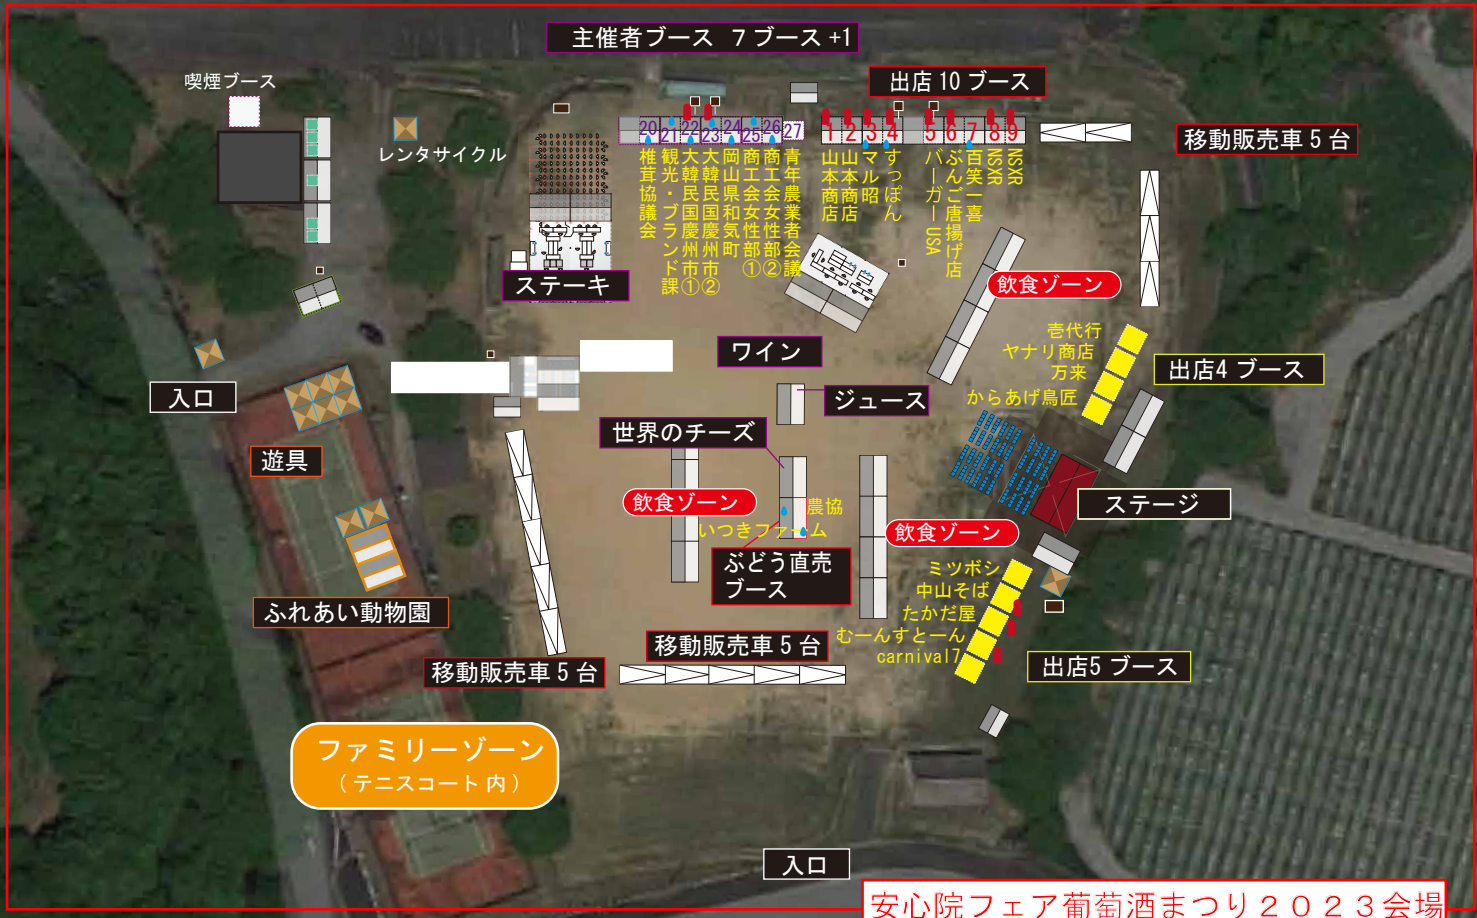 主催者ブース 7 ブース +1
喫煙ブース
レンタサイクル
出店 10 ブース
移動販売車 5 台
20
21
22
23
24
25
26
27
1
2
3
4
5
6
7
8
9
椎茸協議会
観光・ブランド課
大韓民国慶州市①
大韓民国慶州市②
岡山県和気町
商工会女性部①
商工会女性部②
青年農業者会議
山本商店
山本商店
マル昭
すっぽん
バーガー USA
ぶんご唐揚げ店
百笑一喜
NSXR
NSXR
ステーキ
飲食ゾーン
壱代行
ヤナリ商店
万来
からあげ鳥匠
出店4 ブース
ワイン
ジュース
入口
世界のチーズ
遊具
飲食ゾーン
農協
いつきファーム
ぶどう直売
ブース
飲食ゾーン
ステージ
ミツボシ
中山そば
たかだ屋
むーんすとーん
carnival7
出店5 ブース
ふれあい動物園
移動販売車 5 台
移動販売車 5 台
ファミリーゾーン
（ テニスコート 内 ）
入口
安心院フェア葡萄酒まつり２０２３会場